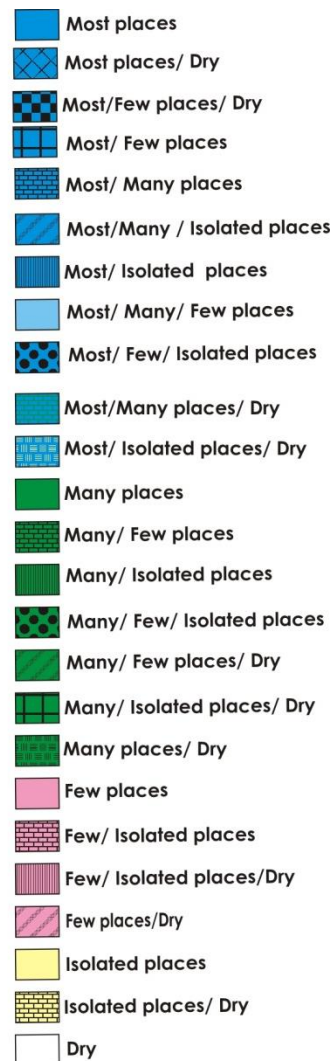 Most places
Most places/ Dry
Most/Few places/ Dry
Most/ Few places
Most/ Many places
Most/Many / Isolated places
Most/ Isolated  places
Most/ Many/ Few places
Most/ Few/ Isolated places
Most/Many places/ Dry
Most/ Isolated places/ Dry
Many places
Many/ Few places
Many/ Isolated places
Many/ Few/ Isolated places
Many/ Few places/ Dry
Many/ Isolated places/ Dry
Many places/ Dry
Few places
Few/ Isolated places
Few/ Isolated places/Dry
Few places/Dry
Isolated places
Isolated places/ Dry
Dry